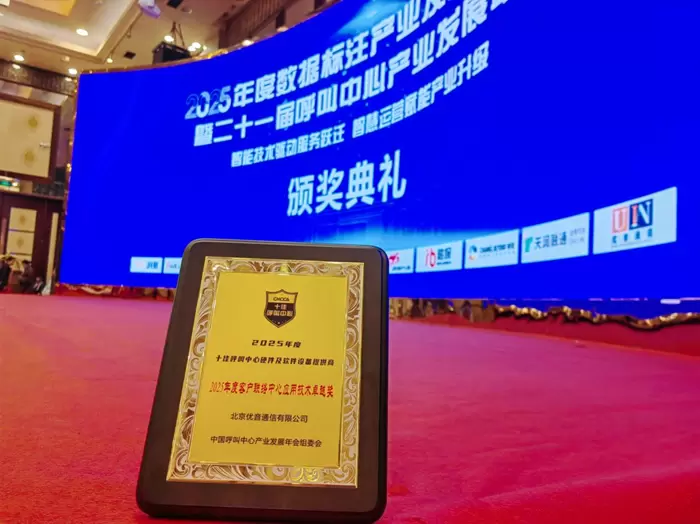 2025年度数据标注产业发
暨二十一届呼叫中心产业发展
智能技术驱动服务跃迁 智慧运营赋能产业升级
颁奖典礼
天润融通
UIN
优音通信
CNCCA
十佳
呼叫中心
2025年度
十佳呼叫中心硬件及软件设备提供商
2025年度客户联络中心应用技术卓越奖
北京优音通信有限公司
中国呼叫中心产业发展年会组委会